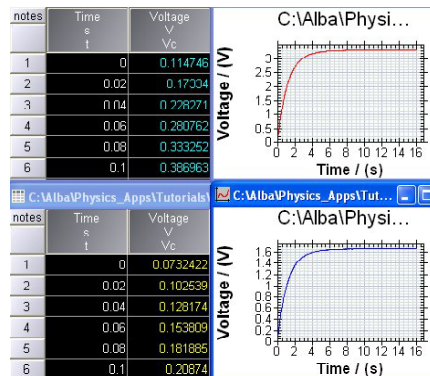 notes Time Voltage
s V
t Vc
1 0 0.114746
2 0.02 0.17334
3 0.04 0.228271
4 0.06 0.280762
5 0.08 0.333252
6 0.1 0.386963
C:\Alba\Physi...
Voltage / (V)
3
2.5
2
1.5
1
0.5
0
0 2 4 6 8 10 12 14 16
Time / (s)
C:\Alba\Physics_Apps\Tutorials\
C:\Alba\Physics_Apps\Tut...
notes Time Voltage
s V
t Vc
1 0 0.0732422
2 0.02 0.102539
3 0.04 0.128174
4 0.06 0.153809
5 0.08 0.181885
6 0.1 0.20874
C:\Alba\Physi...
Voltage / (V)
1.6
1.4
1.2
1
0.8
0.6
0.4
0.2
0
0 2 4 6 8 10 12 14 16
Time / (s)